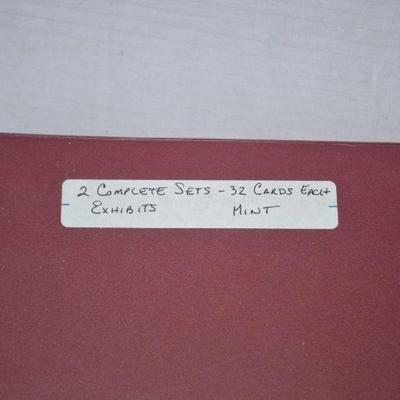 2 COMPLETE SETS - 32 CARDS EACH
EXHIBITS MINT